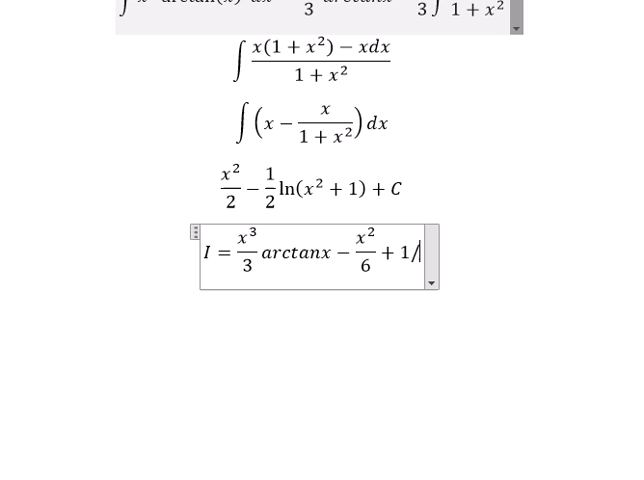 3 3∫ 1 + x²
∫ (x(1 + x²) − xdx)/(1 + x²)
∫(x − x/(1 + x²))dx
x²/2 − 1/2 ln(x² + 1) + C
I = x³/3 arctanx − x²/6 + 1/